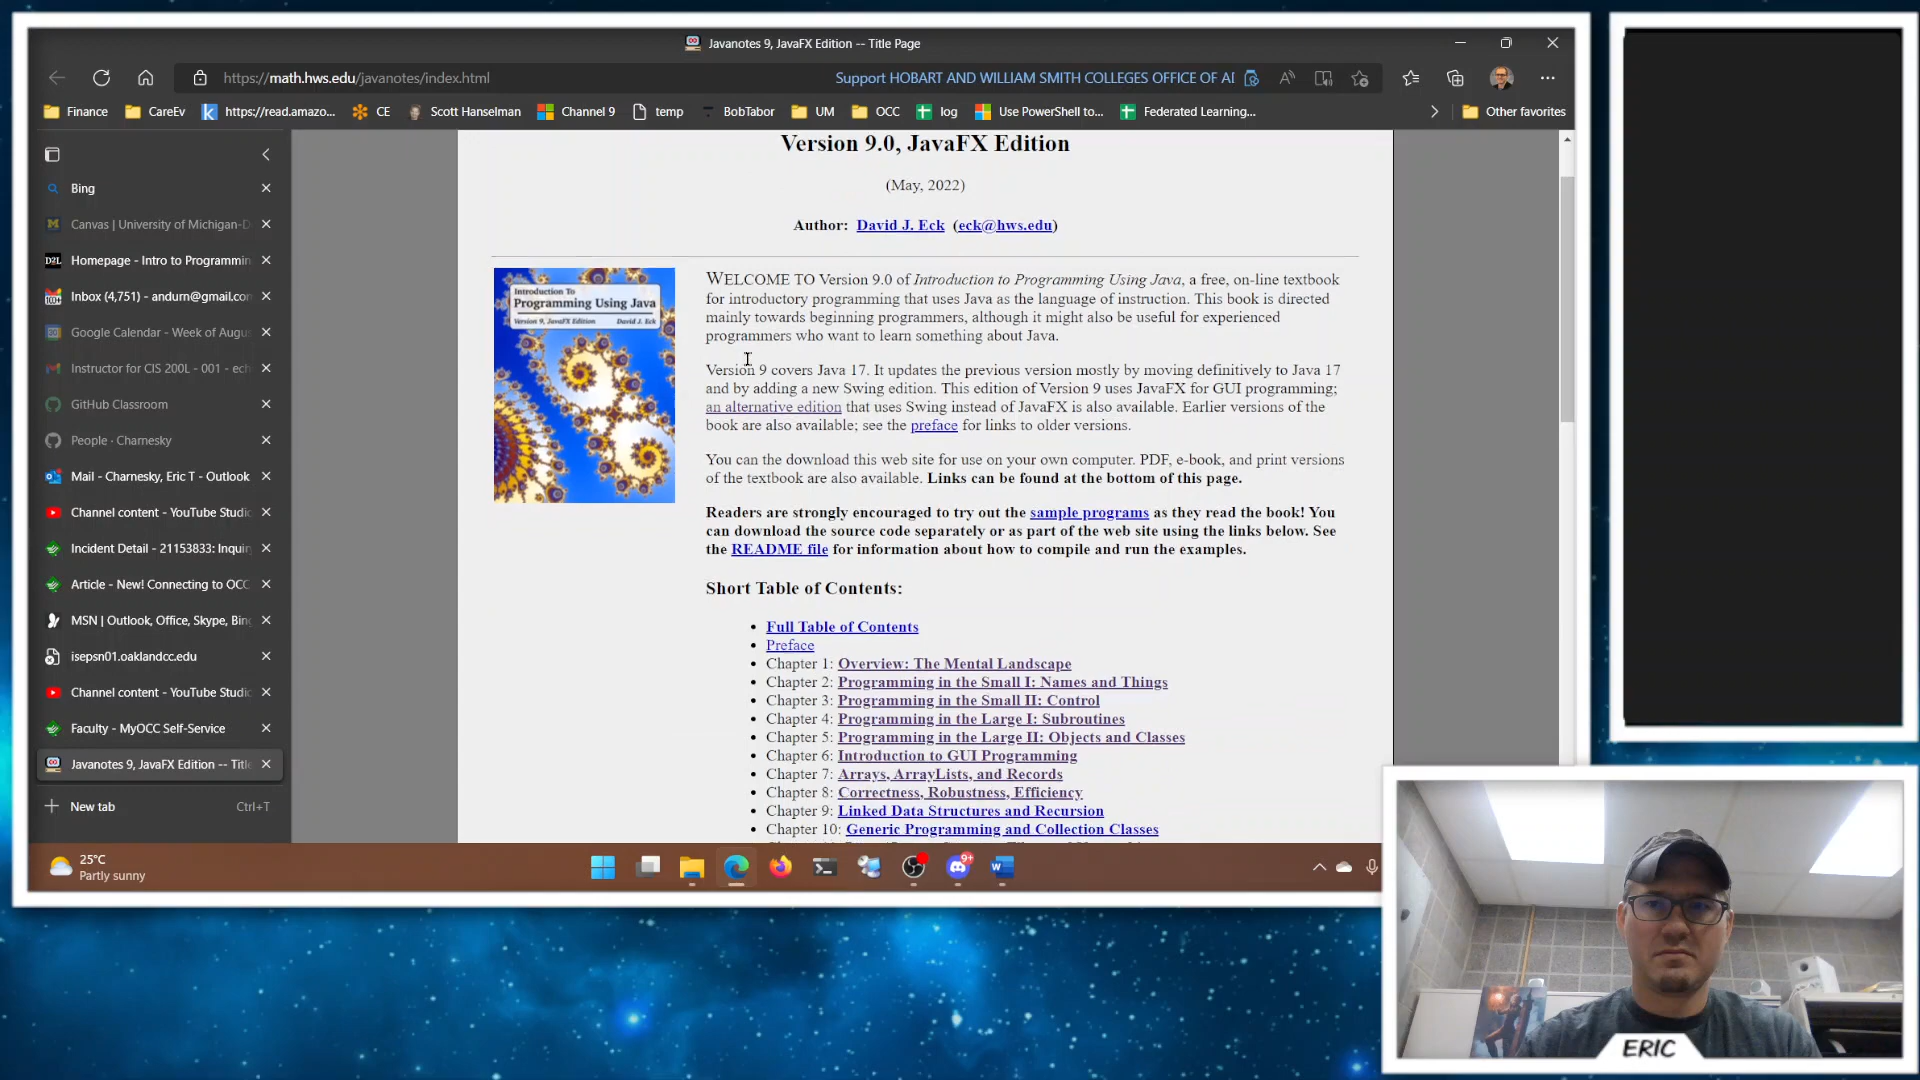 Javanotes 9, JavaFX Edition -- Title Page
https://math.hws.edu/javanotes/index.html
Support HOBART AND WILLIAM SMITH COLLEGES OFFICE OF AI
Finance
CareEv
https://read.amazo...
CE
Scott Hanselman
Channel 9
temp
BobTabor
UM
OCC
log
Use PowerShell to...
Federated Learning...
Other favorites
Bing
Canvas | University of Michigan-D
Homepage - Intro to Programmin
Inbox (4,751) - andurn@gmail.com
Google Calendar - Week of Augu
Instructor for CIS 200L - 001 - ech
GitHub Classroom
People · Charnesky
Mail - Charnesky, Eric T - Outlook
Channel content - YouTube Studio
Incident Detail - 21153833: Inquir
Article - New! Connecting to OCC
MSN | Outlook, Office, Skype, Bing
isepsn01.oaklandcc.edu
Channel content - YouTube Studio
Faculty - MyOCC Self-Service
Javanotes 9, JavaFX Edition -- Title
New tab
Ctrl+T
Version 9.0, JavaFX Edition
(May, 2022)
Author: David J. Eck (eck@hws.edu)
Introduction To
Programming Using Java
Version 9, JavaFX Edition David J. Eck
WELCOME TO Version 9.0 of Introduction to Programming Using Java, a free, on-line textbook
for introductory programming that uses Java as the language of instruction. This book is directed
mainly towards beginning programmers, although it might also be useful for experienced
programmers who want to learn something about Java.
Version 9 covers Java 17. It updates the previous version mostly by moving definitively to Java 17
and by adding a new Swing edition. This edition of Version 9 uses JavaFX for GUI programming;
an alternative edition that uses Swing instead of JavaFX is also available. Earlier versions of the
book are also available; see the preface for links to older versions.
You can the download this web site for use on your own computer. PDF, e-book, and print versions
of the textbook are also available. Links can be found at the bottom of this page.
Readers are strongly encouraged to try out the sample programs as they read the book! You
can download the source code separately or as part of the web site using the links below. See
the README file for information about how to compile and run the examples.
Short Table of Contents:
• Full Table of Contents
• Preface
• Chapter 1: Overview: The Mental Landscape
• Chapter 2: Programming in the Small I: Names and Things
• Chapter 3: Programming in the Small II: Control
• Chapter 4: Programming in the Large I: Subroutines
• Chapter 5: Programming in the Large II: Objects and Classes
• Chapter 6: Introduction to GUI Programming
• Chapter 7: Arrays, ArrayLists, and Records
• Chapter 8: Correctness, Robustness, Efficiency
• Chapter 9: Linked Data Structures and Recursion
• Chapter 10: Generic Programming and Collection Classes
25°C
Partly sunny
9+
ERIC